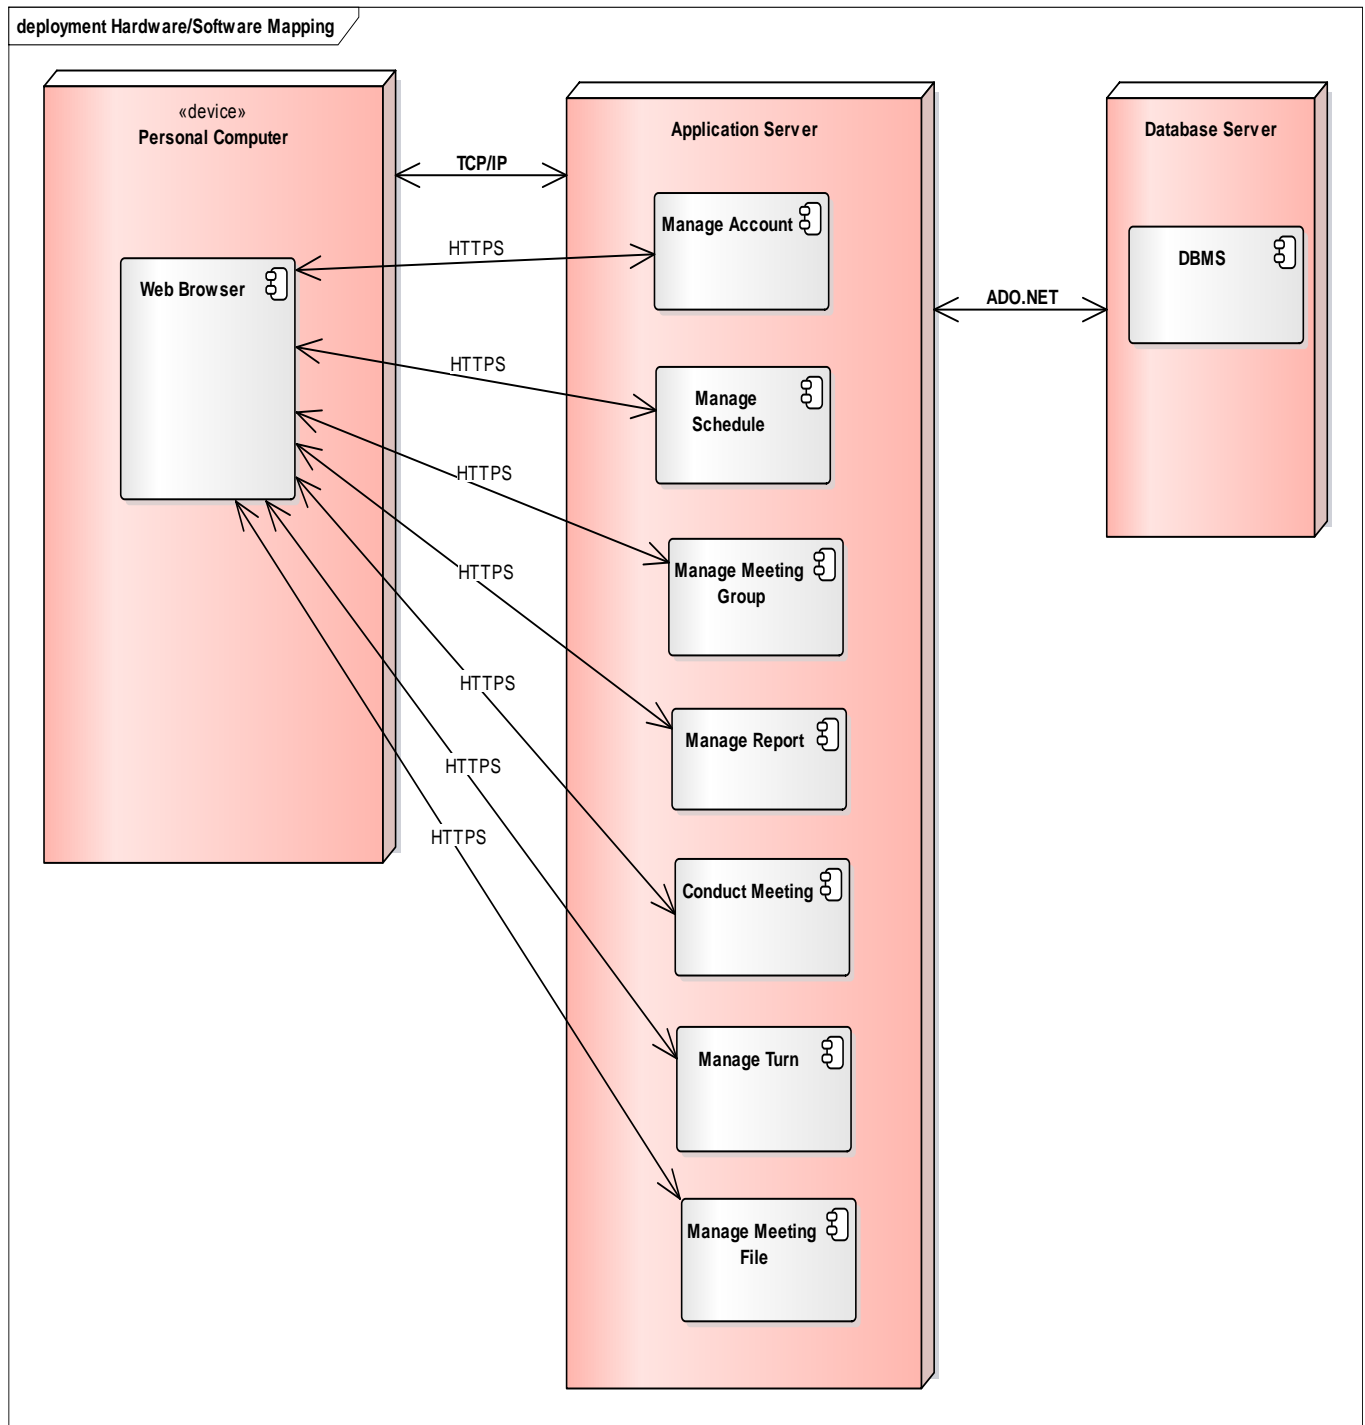 deployment Hardware/Software Mapping
«device»
Personal Computer
Web Browser
TCP/IP
HTTPS
HTTPS
HTTPS
HTTPS
HTTPS
HTTPS
HTTPS
Application Server
Manage Account
Manage
Schedule
Manage Meeting
Group
Manage Report
Conduct Meeting
Manage Turn
Manage Meeting
File
ADO.NET
Database Server
DBMS